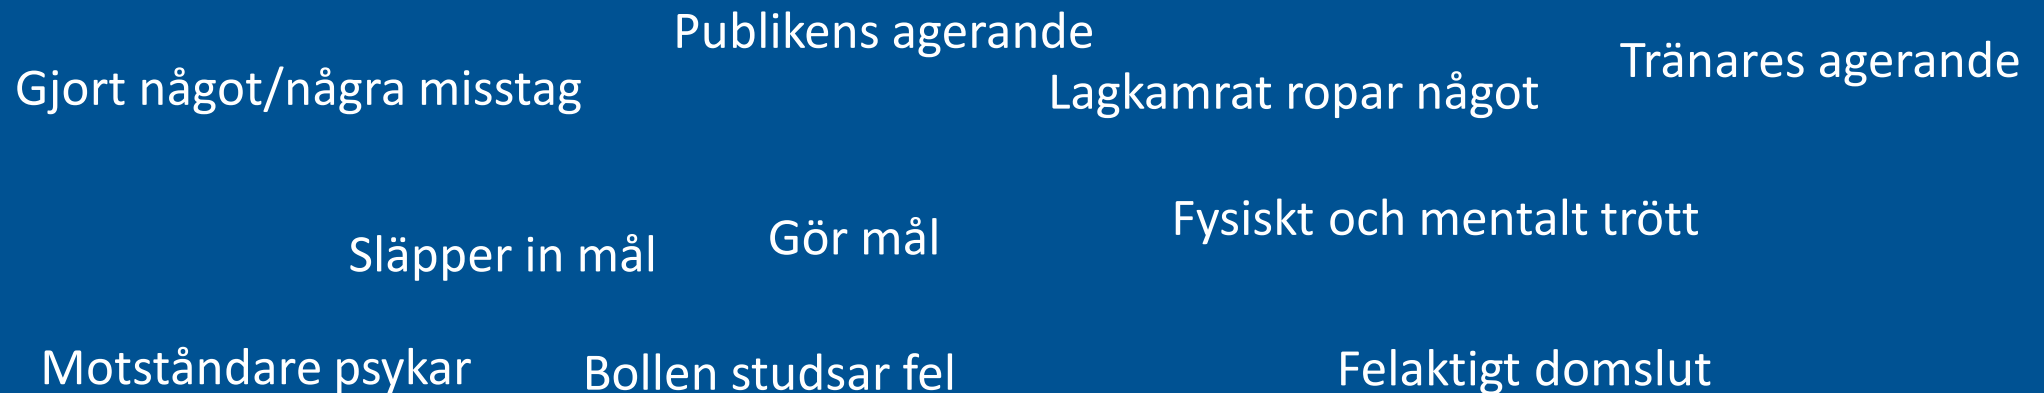 Publikens agerande
Tränares agerande
Gjort något/några misstag
Lagkamrat ropar något
Fysiskt och mentalt trött
Gör mål
Släpper in mål
Motståndare psykar
Bollen studsar fel
Felaktigt domslut